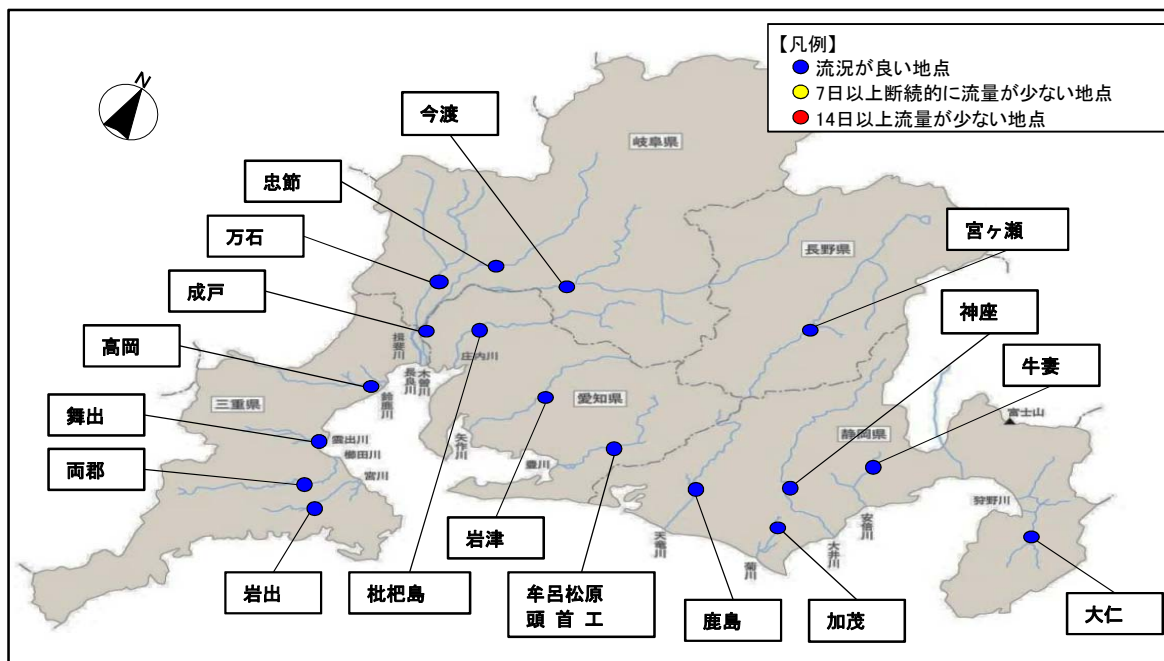 【凡例】
流況が良い地点
7日以上断続的に流量が少ない地点
14日以上流量が少ない地点
N
今渡
岐阜県
忠節
万石
宮ヶ瀬
長野県
成戸
神座
高岡
揖斐川
長良川
木曽川
庄内川
牛妻
鈴鹿川
三重県
愛知県
富士山
舞出
雲出川
櫛田川
宮川
矢作川
豊川
静岡県
両郡
狩野川
岩津
天竜川
菊川
大井川
安倍川
岩出
枇杷島
牟呂松原
頭首工
鹿島
加茂
大仁